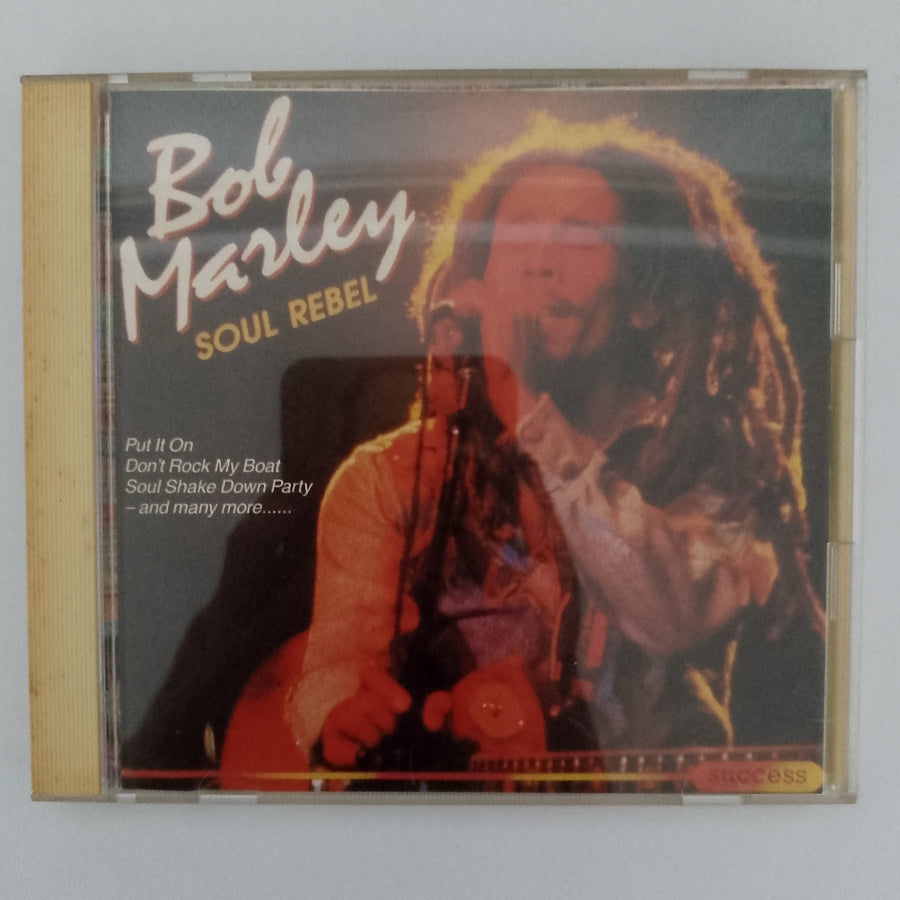 Bob
Marley
SOUL REBEL
Put It On
Don't Rock My Boat
Soul Shake Down Party
– and many more......
success